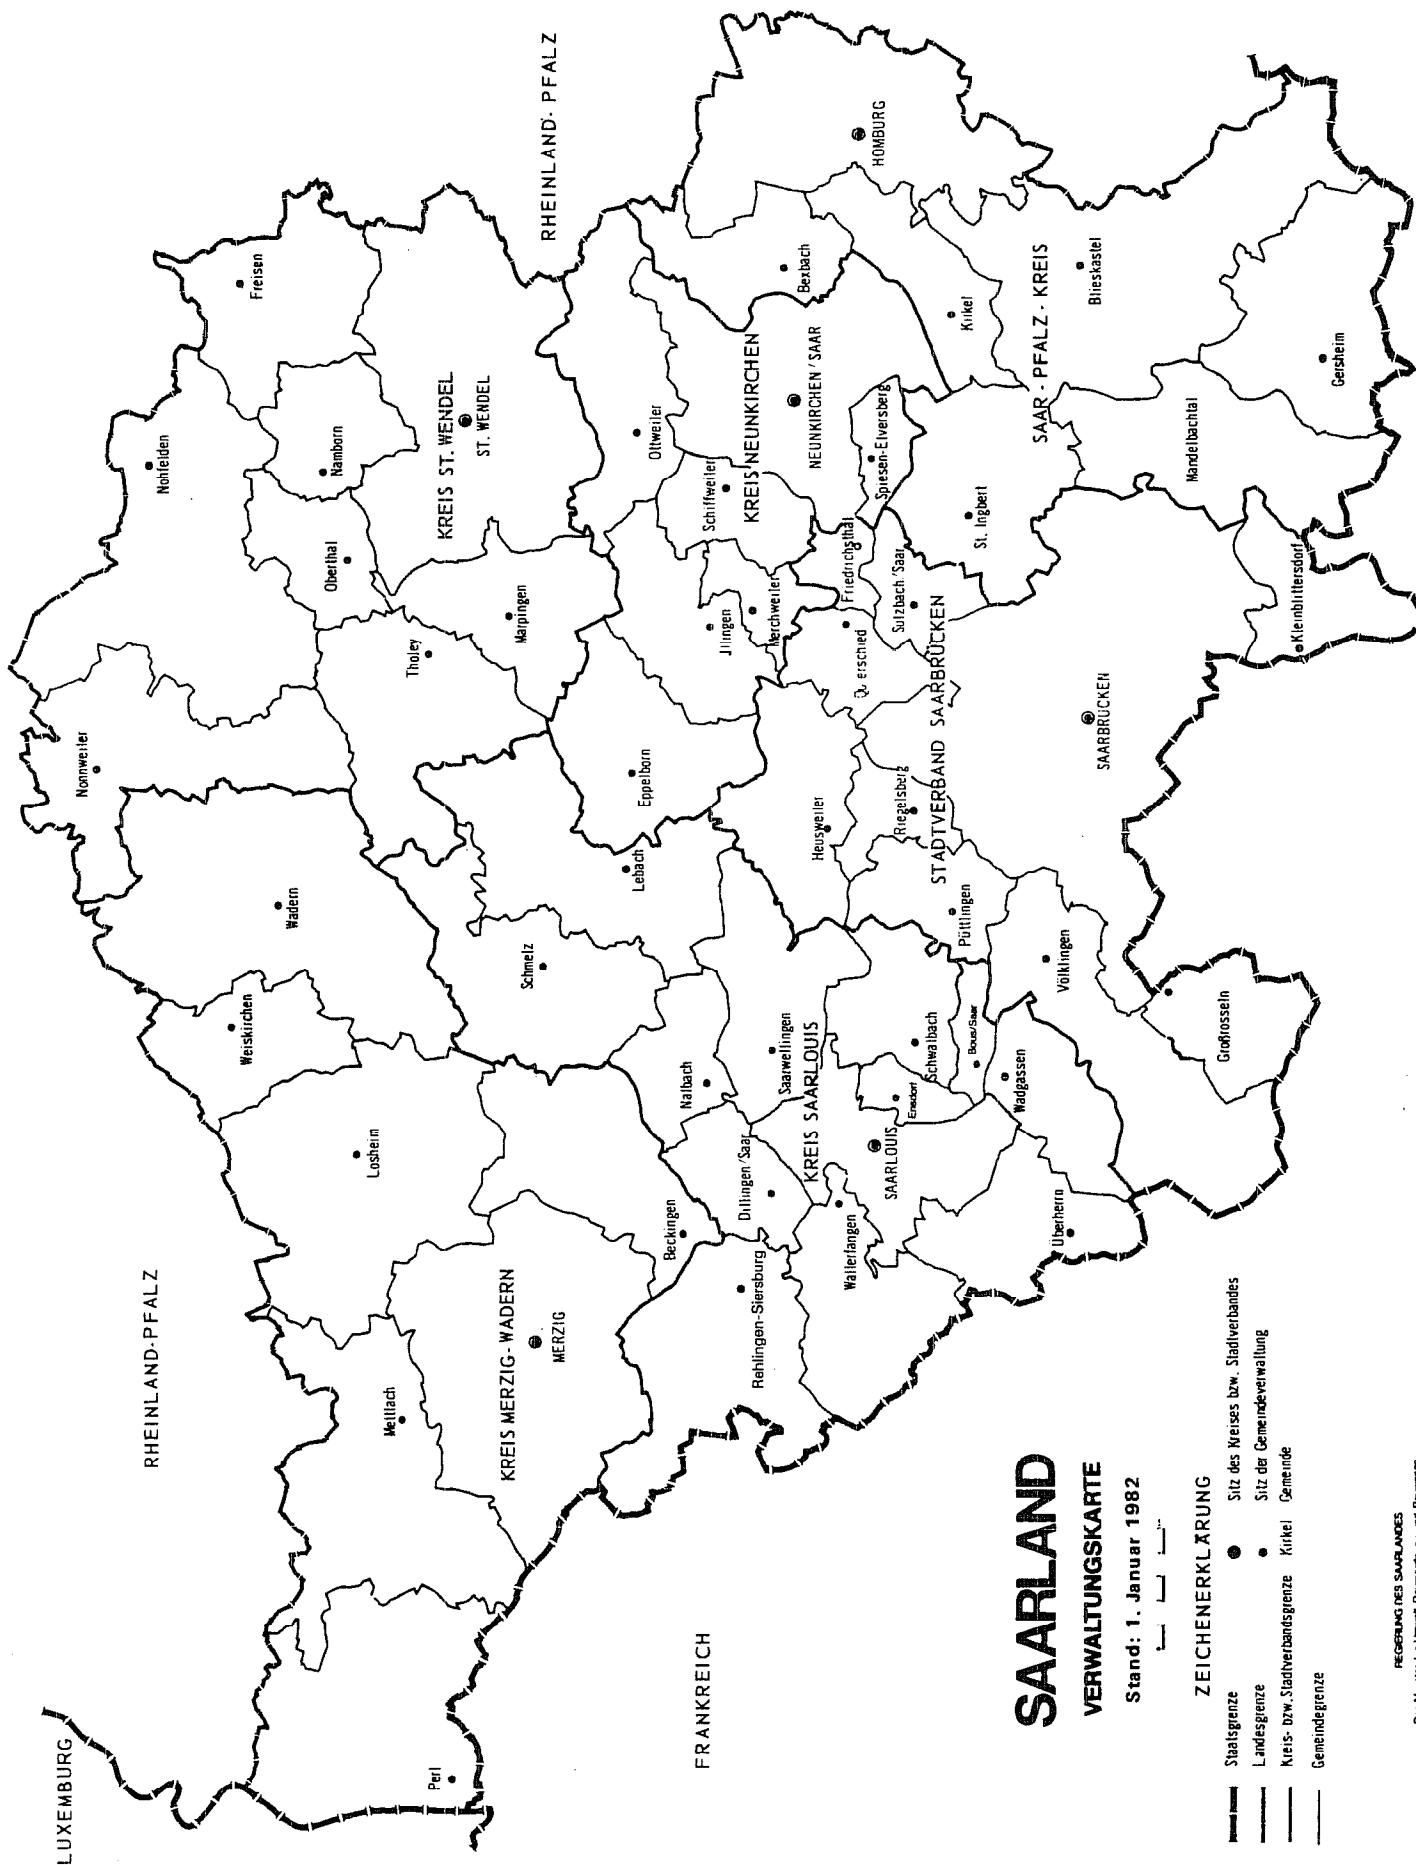 LUXEMBURG
RHEINLAND-PFALZ
RHEINLAND-PFALZ
FRANKREICH
Perl
Mettlach
KREIS MERZIG-WADERN
MERZIG
Losheim
Weiskirchen
Wadern
Beckingen
Nonnweiler
Nohfelden
Freisen
Oberthal
Namborn
Tholey
Marpingen
KREIS ST. WENDEL
ST. WENDEL
Schmelz
Lebach
Nalbach
Saarwellingen
Dillingen/Saar
Rehlingen-Siersburg
KREIS SAARLOUIS
SAARLOUIS
Wallerfangen
Ensdorf
Schwalbach
Bous/Saar
Wadgassen
Überherrn
Eppelborn
Illingen
Merchweiler
Schiffweiler
Ottweiler
KREIS NEUNKIRCHEN
NEUNKIRCHEN/SAAR
Spiesen-Elversberg
Heusweiler
Riegelsberg
Püttlingen
Völklingen
Großrosseln
STADTVERBAND SAARBRÜCKEN
SAARBRÜCKEN
Quierschied
Friedrichsthal
Sulzbach/Saar
Kleinblittersdorf
Bexbach
HOMBURG
Kirkel
St. Ingbert
SAAR-PFALZ-KREIS
Blieskastel
Mandelbachtal
Gersheim
SAARLAND
VERWALTUNGSKARTE
Stand: 1. Januar 1982
ZEICHENERKLÄRUNG
Staatsgrenze
Landesgrenze
Kreis- bzw. Stadtverbandsgrenze
Gemeindegrenze
Sitz des Kreises bzw. Stadtverbandes
Sitz der Gemeindeverwaltung
Kirkel Gemeinde
REGIERUNG DES SAARLANDES